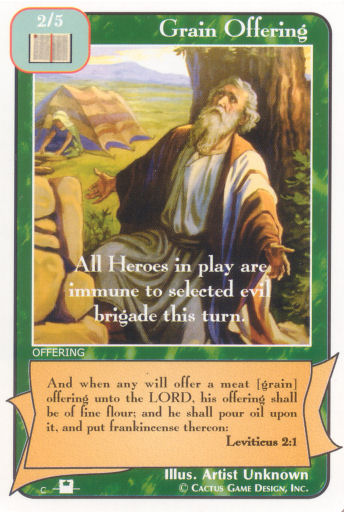 2/5
Grain Offering
All Heroes in play are
immune to selected evil
brigade this turn.
OFFERING
And when any will offer a meat [grain]
offering unto the LORD, his offering shall
be of fine flour; and he shall pour oil upon
it, and put frankincense thereon:
Leviticus 2:1
Illus. Artist Unknown
C
© Cactus Game Design, Inc.